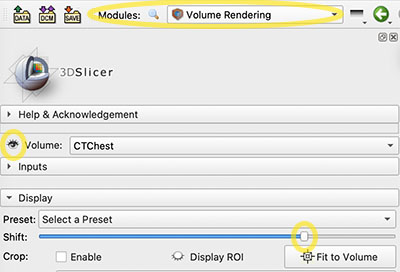 DATA DCM SAVE Modules: Volume Rendering
3DSlicer
Help & Acknowledgement
Volume: CTChest
Inputs
Display
Preset: Select a Preset
Shift:
Crop: Enable Display ROI Fit to Volume